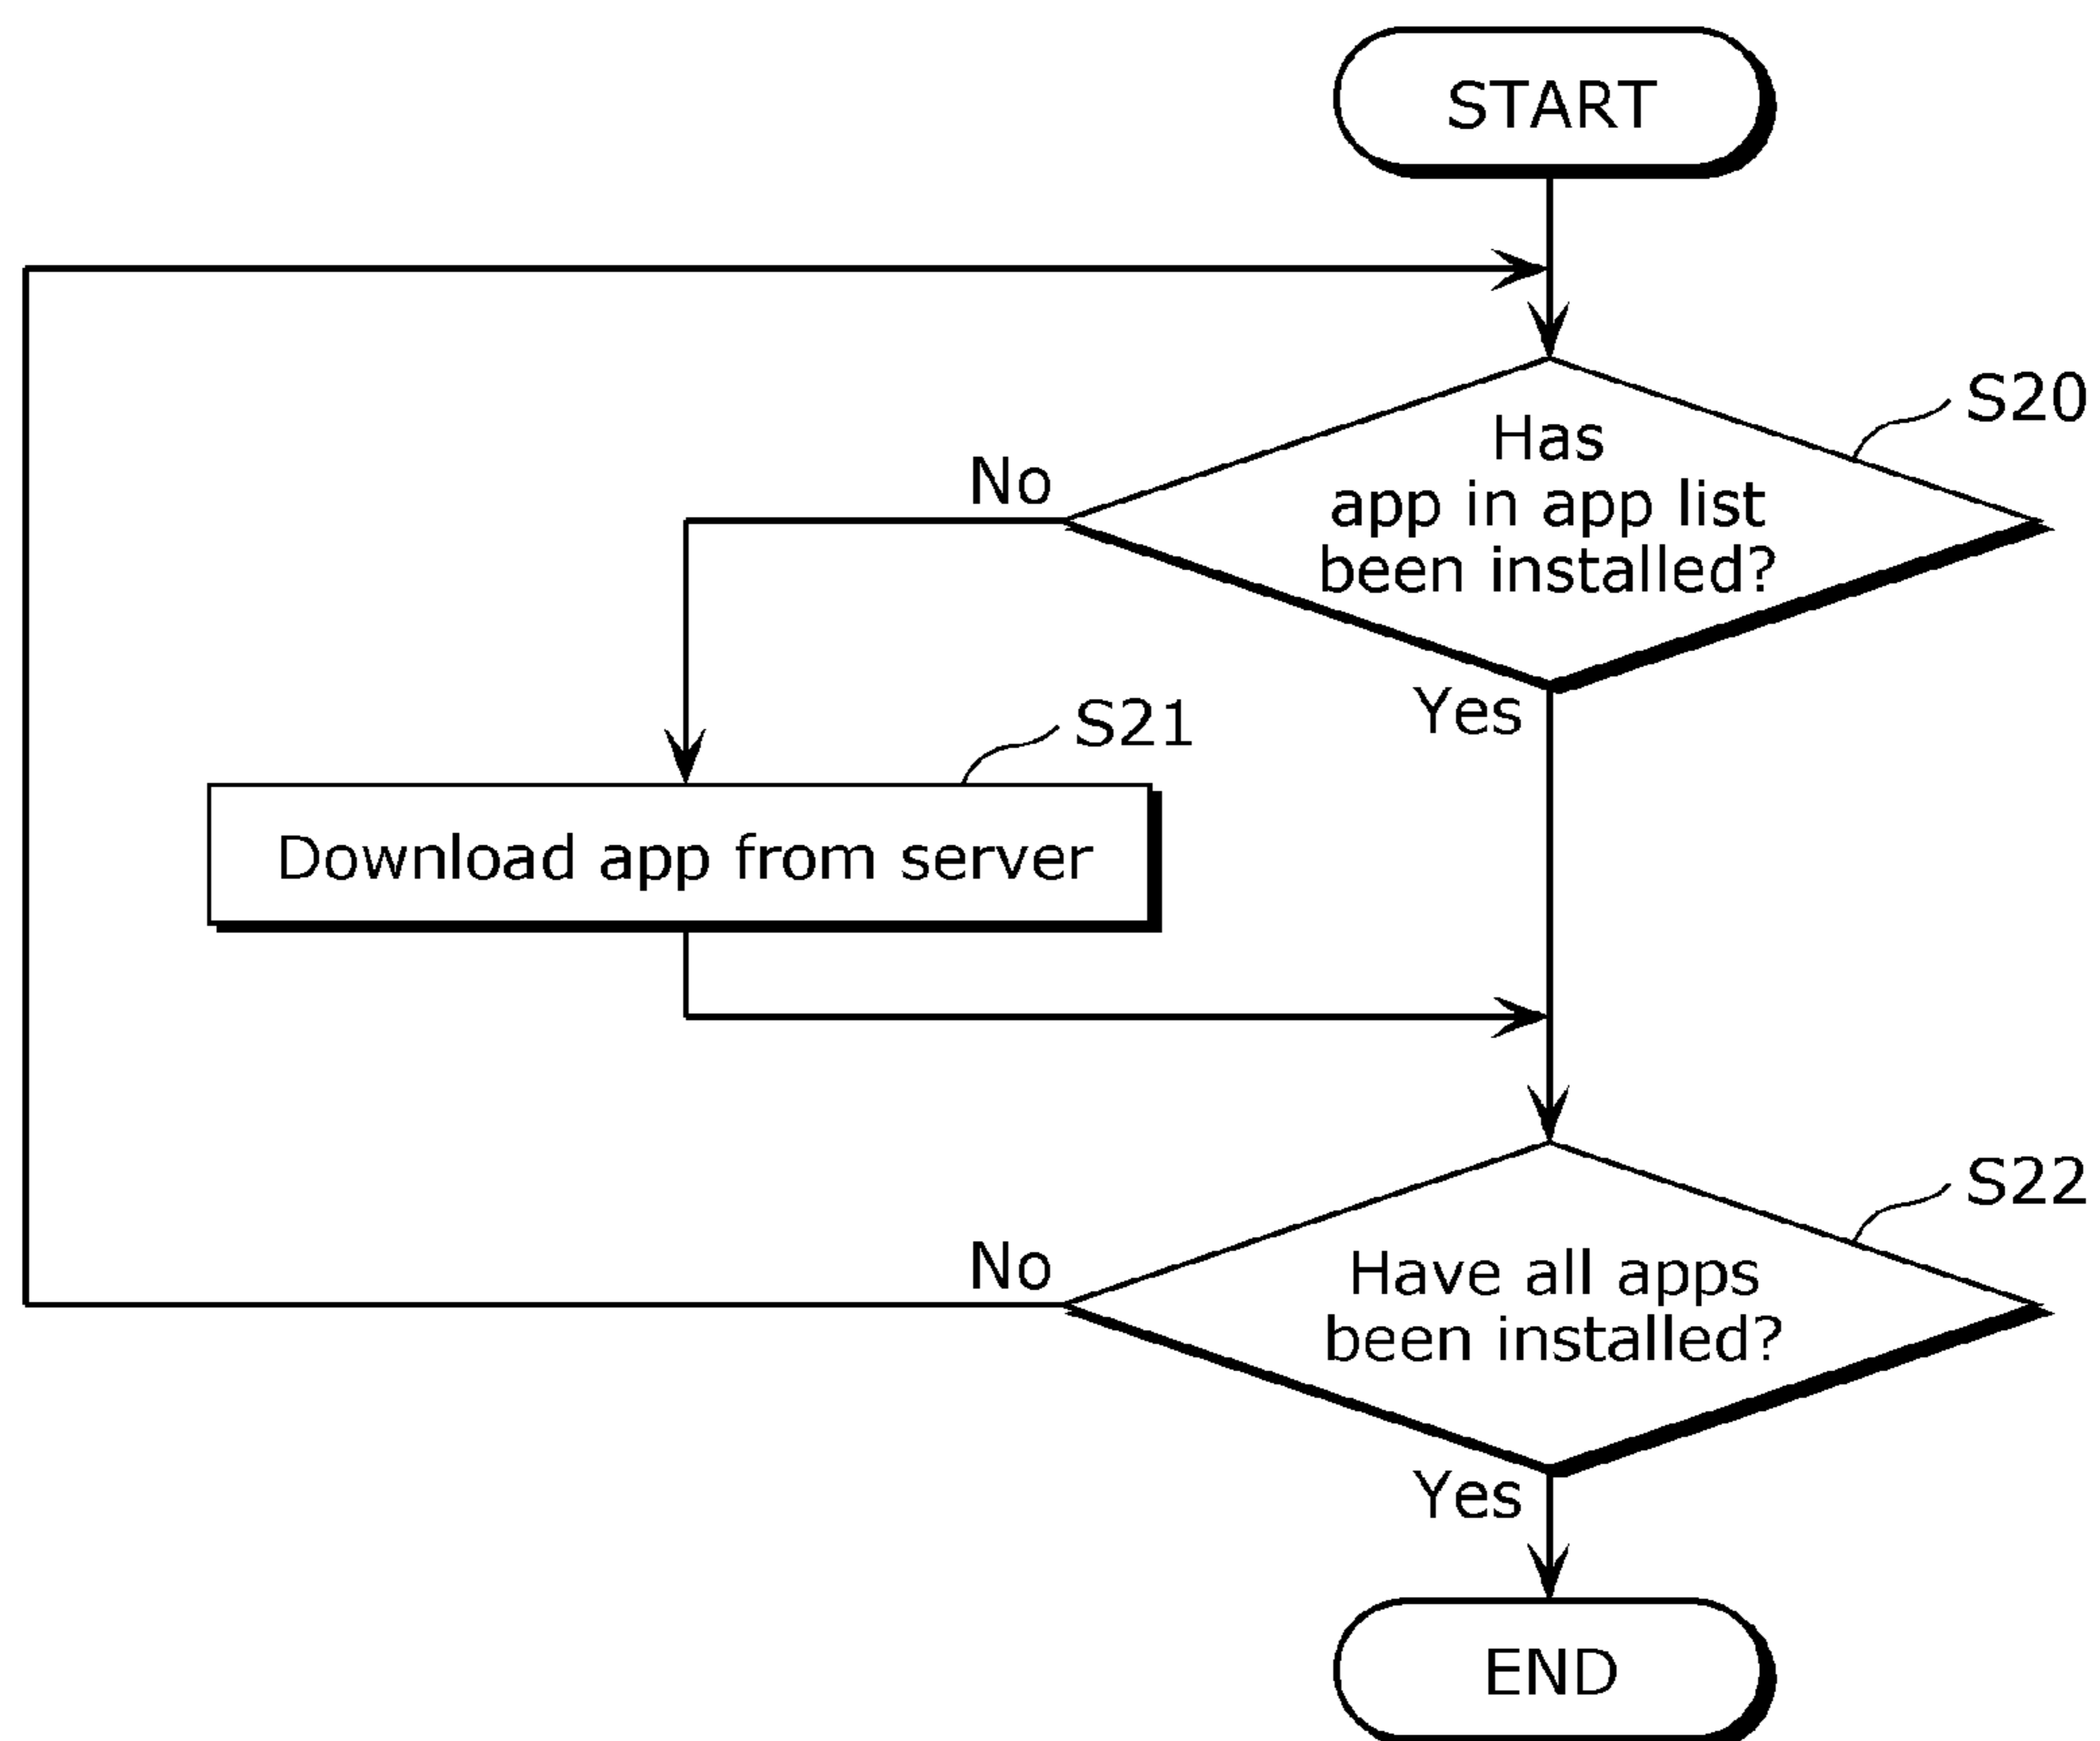 START
S20
Has
app in app list
been installed?
No
Yes
S21
Download app from server
S22
Have all apps
been installed?
No
Yes
END